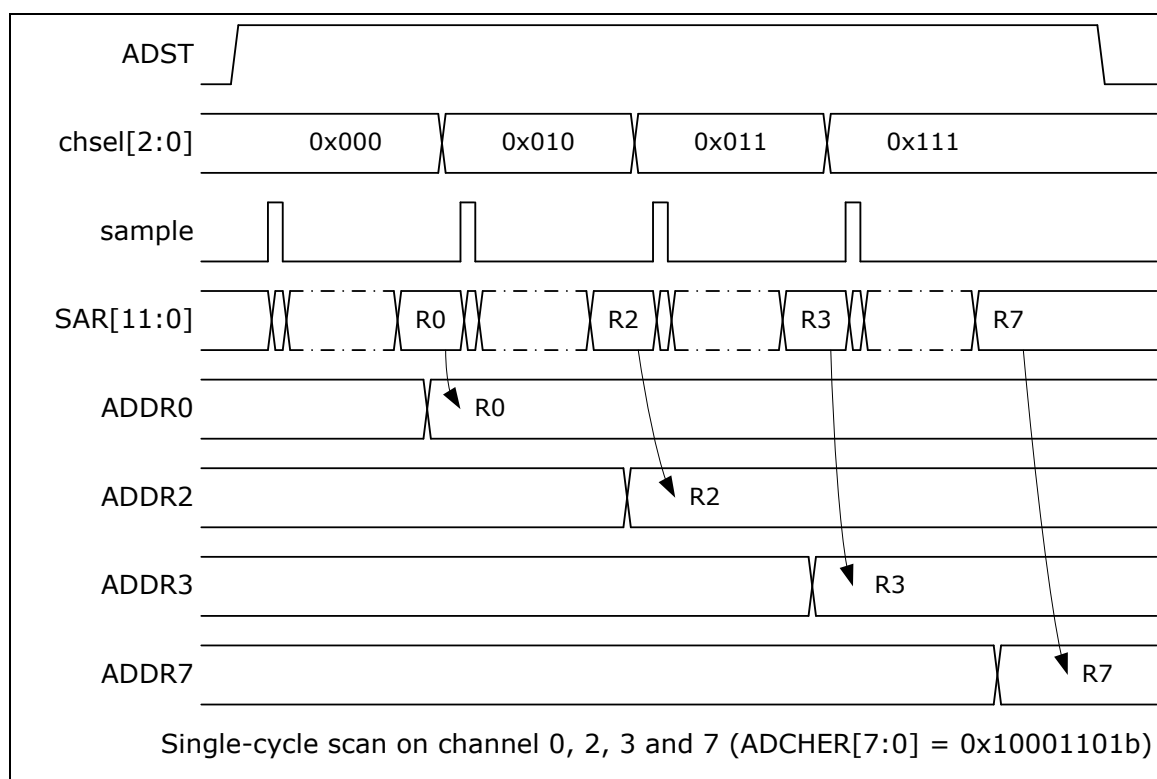 ADST
chsel[2:0] 0x000 0x010 0x011 0x111
sample
SAR[11:0] R0 R2 R3 R7
ADDR0 R0
ADDR2 R2
ADDR3 R3
ADDR7 R7
Single-cycle scan on channel 0, 2, 3 and 7 (ADCHER[7:0] = 0x10001101b)